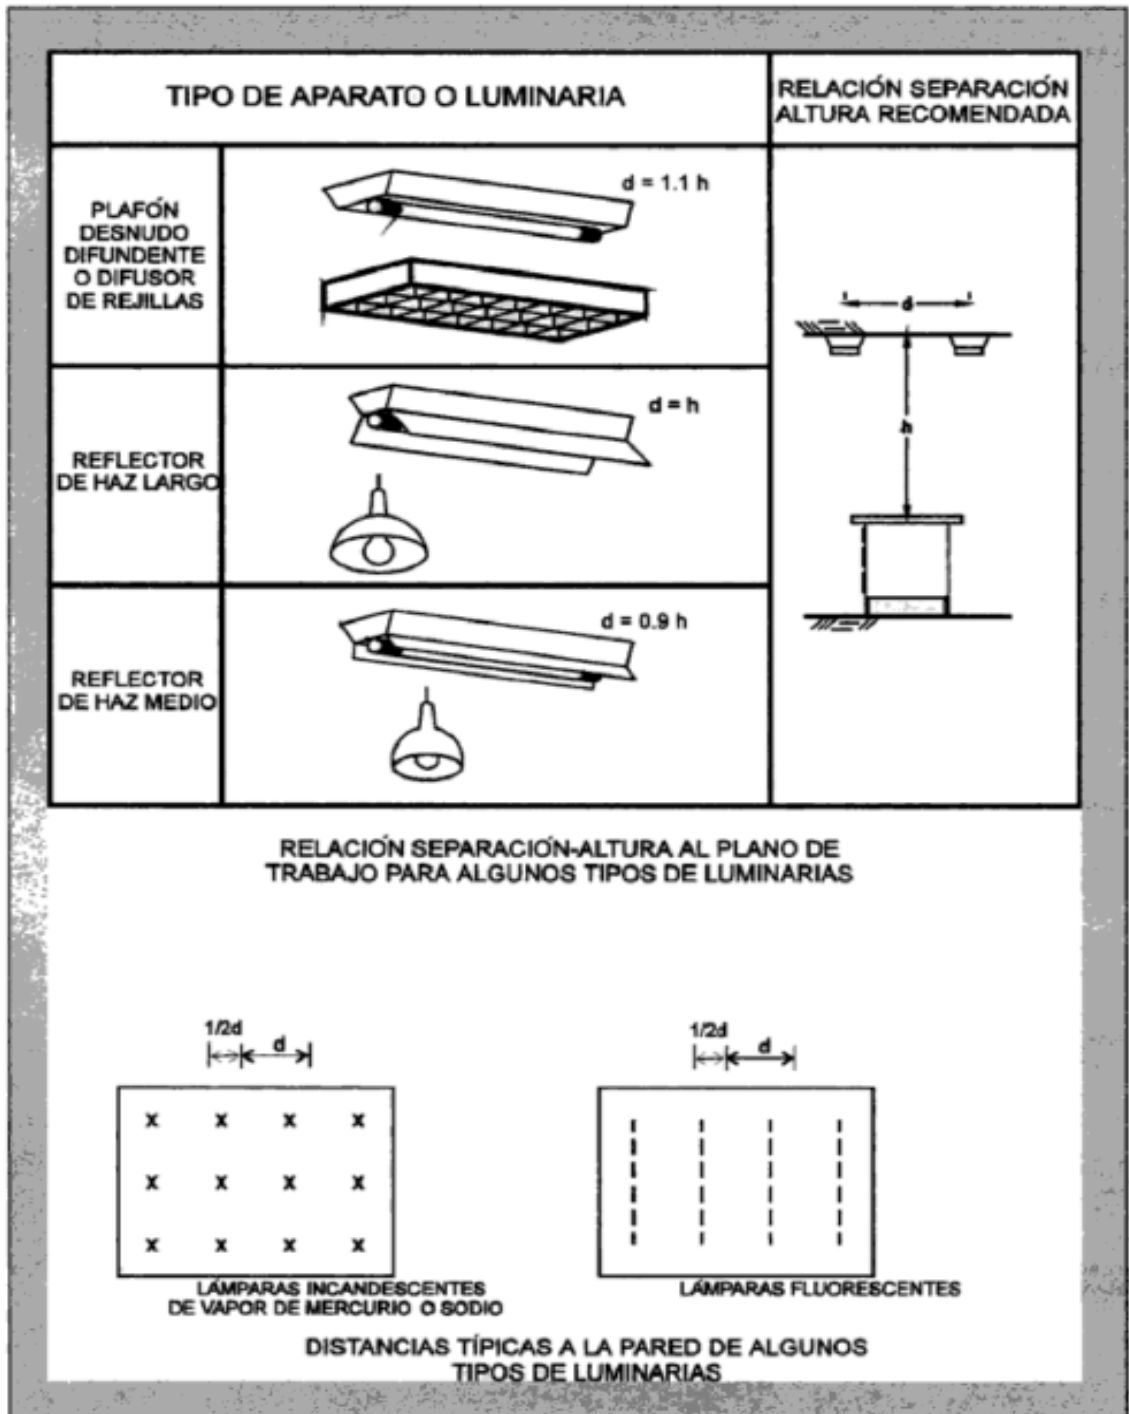 TIPO DE APARATO O LUMINARIA
RELACIÓN SEPARACIÓN
ALTURA RECOMENDADA
PLAFÓN
DESNUDO
DIFUNDENTE
O DIFUSOR
DE REJILLAS
d = 1.1 h
d
h
REFLECTOR
DE HAZ LARGO
d = h
REFLECTOR
DE HAZ MEDIO
d = 0.9 h
RELACIÓN SEPARACIÓN-ALTURA AL PLANO DE
TRABAJO PARA ALGUNOS TIPOS DE LUMINARIAS
1/2d
d
x x x x
x x x x
x x x x
LÁMPARAS INCANDESCENTES
DE VAPOR DE MERCURIO O SODIO
1/2d
d
LÁMPARAS FLUORESCENTES
DISTANCIAS TÍPICAS A LA PARED DE ALGUNOS
TIPOS DE LUMINARIAS